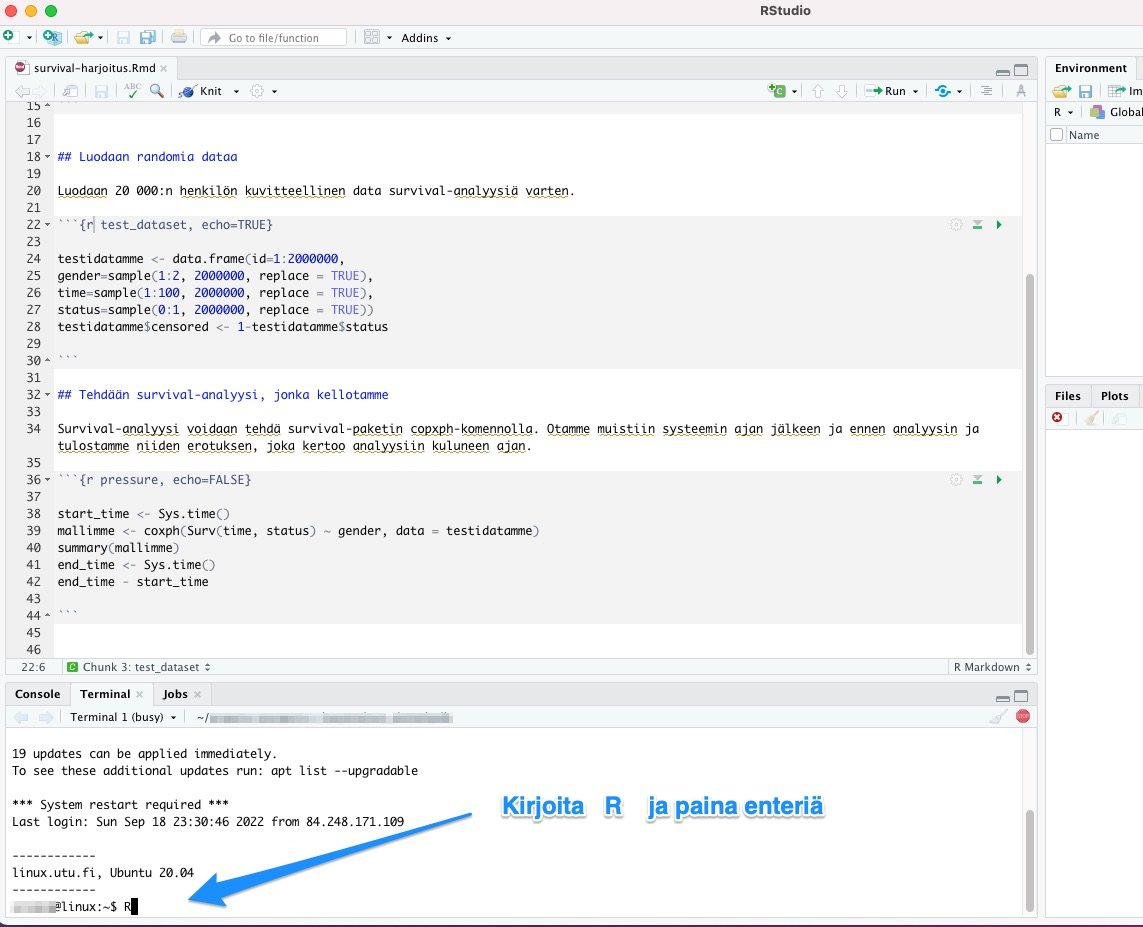 RStudio
Go to file/function
Addins
survival-harjoitus.Rmd
Environment
ABC
Knit
Run
Im
R
Global
Name
15
16
17
18 ## Luodaan randomia dataa
19
20 Luodaan 20 000:n henkilön kuvitteellinen data survival-analyysiä varten.
21
22 ```{r test_dataset, echo=TRUE}
23
24 testidatamme <- data.frame(id=1:2000000,
25 gender=sample(1:2, 2000000, replace = TRUE),
26 time=sample(1:100, 2000000, replace = TRUE),
27 status=sample(0:1, 2000000, replace = TRUE))
28 testidatamme$censored <- 1-testidatamme$status
29
30 ```
31
32 ## Tehdään survival-analyysi, jonka kellotamme
33
34 Survival-analyysi voidaan tehdä survival-paketin copxph-komennolla. Otamme muistiin systeemin ajan jälkeen ja ennen analyysin ja
tulostamme niiden erotuksen, joka kertoo analyysiin kuluneen ajan.
35
36 ```{r pressure, echo=FALSE}
37
38 start_time <- Sys.time()
39 mallimme <- coxph(Surv(time, status) ~ gender, data = testidatamme)
40 summary(mallimme)
41 end_time <- Sys.time()
42 end_time - start_time
43
44 ```
45
46
Files Plots
22:6 Chunk 3: test_dataset R Markdown
Console Terminal Jobs
Terminal 1 (busy) ~/
STOP
19 updates can be applied immediately.
To see these additional updates run: apt list --upgradable
*** System restart required ***
Last login: Sun Sep 18 23:30:46 2022 from 84.248.171.109
Kirjoita R ja paina enteriä
------------
linux.utu.fi, Ubuntu 20.04
------------
@linux:~$ R